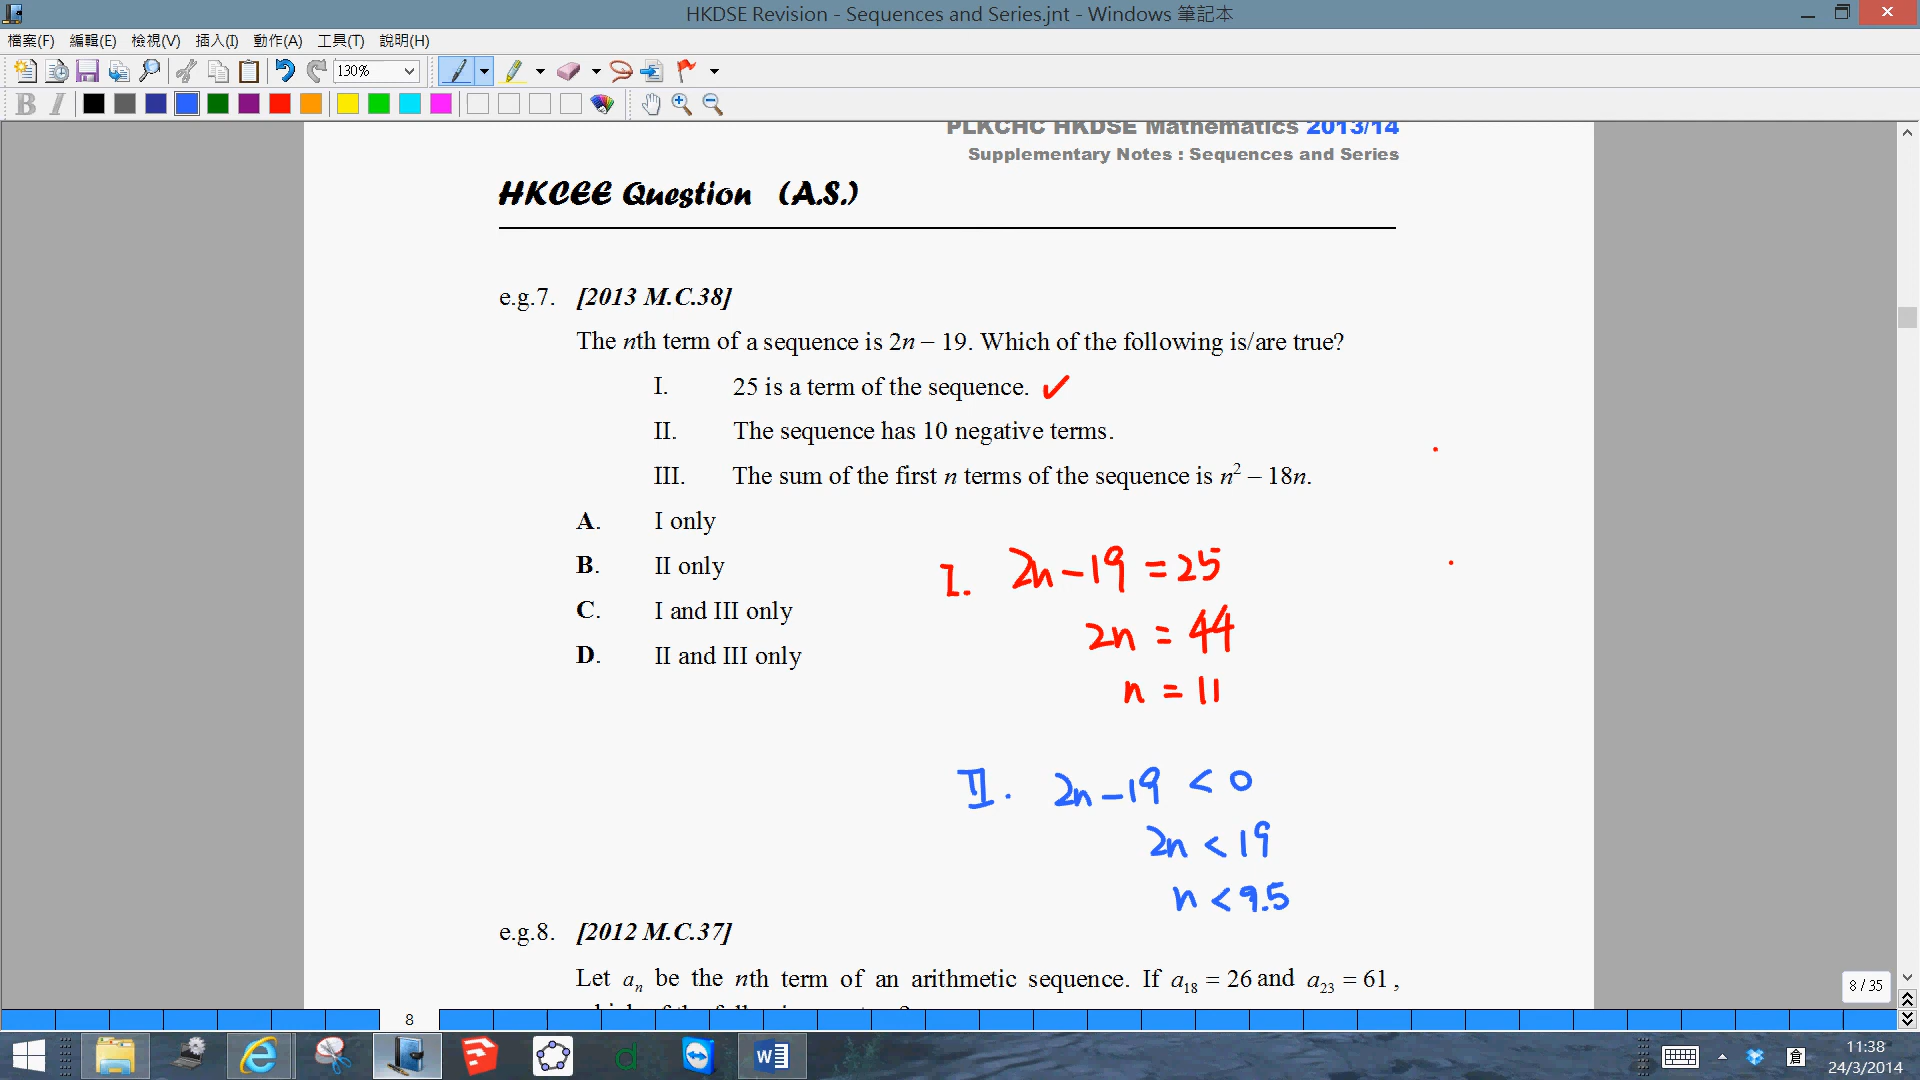 HKDSE Revision - Sequences and Series.jnt - Windows 筆記本
檔案(F) 編輯(E) 檢視(V) 插入(I) 動作(A) 工具(T) 說明(H)
130%
B I
PLKCHC HKDSE Mathematics 2013/14
Supplementary Notes : Sequences and Series
HKCEE Question (A.S.)
e.g.7. [2013 M.C.38]
The nth term of a sequence is 2n − 19. Which of the following is/are true?
I. 25 is a term of the sequence. ✓
II. The sequence has 10 negative terms.
III. The sum of the first n terms of the sequence is n² − 18n.
A. I only
B. II only
C. I and III only
D. II and III only
I. 2n − 19 = 25
2n = 44
n = 11
II. 2n − 19 < 0
2n < 19
n < 9.5
e.g.8. [2012 M.C.37]
Let aₙ be the nth term of an arithmetic sequence. If a₁₈ = 26 and a₂₃ = 61,
8 / 35
8
倉
11:38
24/3/2014